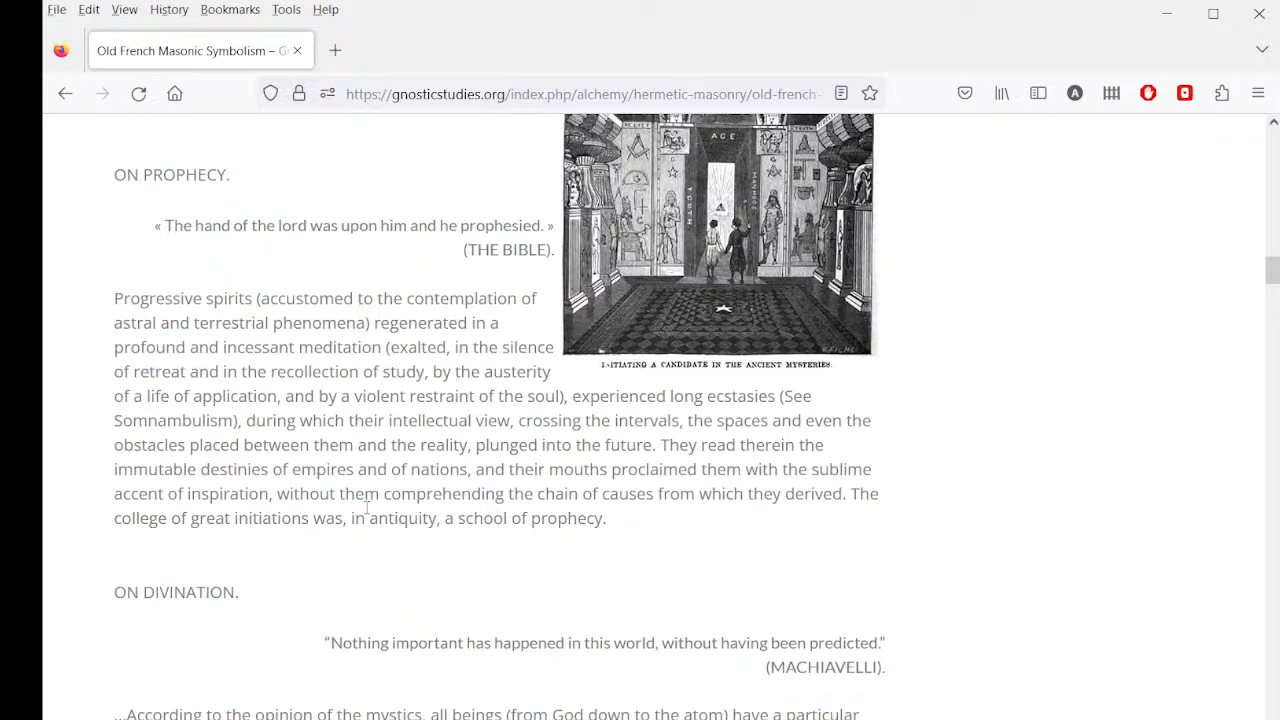 File Edit View History Bookmarks Tools Help
Old French Masonic Symbolism – G
https://gnosticstudies.org/index.php/alchemy/hermetic-masonry/old-french-
AGE
INITIATING A CANDIDATE IN THE ANCIENT MYSTERIES.
ON PROPHECY.
« The hand of the lord was upon him and he prophesied. »
(THE BIBLE).
Progressive spirits (accustomed to the contemplation of
astral and terrestrial phenomena) regenerated in a
profound and incessant meditation (exalted, in the silence
of retreat and in the recollection of study, by the austerity
of a life of application, and by a violent restraint of the soul), experienced long ecstasies (See
Somnambulism), during which their intellectual view, crossing the intervals, the spaces and even the
obstacles placed between them and the reality, plunged into the future. They read therein the
immutable destinies of empires and of nations, and their mouths proclaimed them with the sublime
accent of inspiration, without them comprehending the chain of causes from which they derived. The
college of great initiations was, in antiquity, a school of prophecy.
ON DIVINATION.
“Nothing important has happened in this world, without having been predicted.”
(MACHIAVELLI).
…According to the opinion of the mystics, all beings (from God down to the atom) have a particular